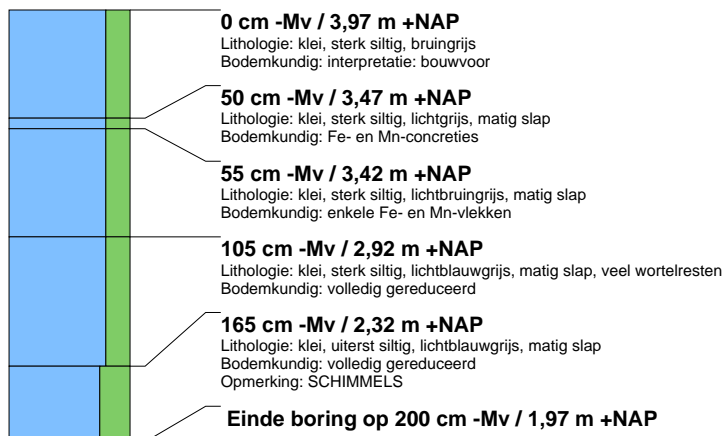 0 cm -Mv / 3,97 m +NAP
Lithologie: klei, sterk siltig, bruingrijs
Bodemkundig: interpretatie: bouwvoor
50 cm -Mv / 3,47 m +NAP
Lithologie: klei, sterk siltig, lichtgrijs, matig slap
Bodemkundig: Fe- en Mn-concreties
55 cm -Mv / 3,42 m +NAP
Lithologie: klei, sterk siltig, lichtbruingrijs, matig slap
Bodemkundig: enkele Fe- en Mn-vlekken
105 cm -Mv / 2,92 m +NAP
Lithologie: klei, sterk siltig, lichtblauwgrijs, matig slap, veel wortelresten
Bodemkundig: volledig gereduceerd
165 cm -Mv / 2,32 m +NAP
Lithologie: klei, uiterst siltig, lichtblauwgrijs, matig slap
Bodemkundig: volledig gereduceerd
Opmerking: SCHIMMELS
Einde boring op 200 cm -Mv / 1,97 m +NAP